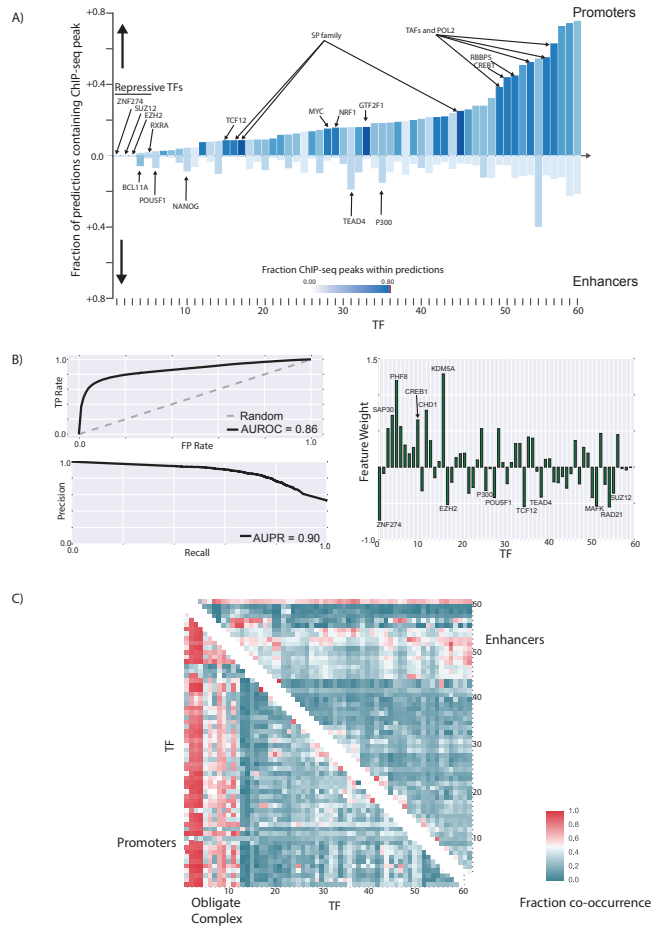 A)
Promoters
+0.8
SP family
TAFs and POL2
RBBP5
CREB1
+0.4
Repressive TFs
ZNF274
SUZ12
EZH2
RXRA
TCF12
MYC
NRF1
GTF2F1
0.0
BCL11A
POU5F1
NANOG
TEAD4
P300
+0.4
Fraction ChIP-seq peaks within predictions
0.00
0.80
+0.8
Enhancers
10 20 30 40 50 60
TF
Fraction of predictions containing ChIP-seq peak
B)
1.0
TP Rate
0.0
Random
AUROC = 0.86
0.0 FP Rate 1.0
1.0
Precision
0.0
AUPR = 0.90
0.0 Recall 1.0
1.5
Feature Weight
-1.0
KDM5A
PHF8
CREB1
SAP30
CHD1
ZNF274
EZH2
P300
POU5F1
TCF12
TEAD4
MAFK
RAD21
SUZ12
0 10 20 30 40 50 60
TF
C)
60
50
40
30
20
10
Enhancers
TF
Promoters
10 20 30 40 50 60
Obligate
Complex
TF
1.0
0.8
0.6
0.4
0.2
0.0
Fraction co-occurrence